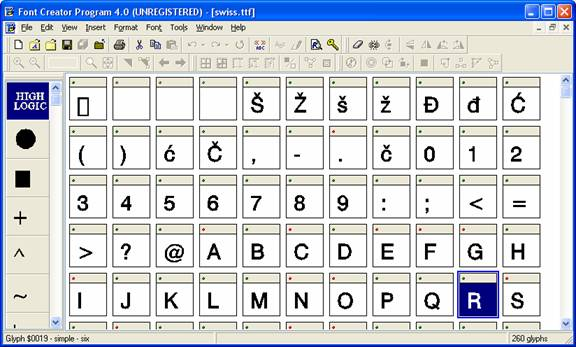 Font Creator Program 4.0 (UNREGISTERED) - [swiss.ttf]
File Edit View Insert Format Font Tools Window Help
HIGH
LOGIC
Š Ž š ž Đ đ Ć
( ) ć Č , - . č 0 1 2
3 4 5 6 7 8 9 : ; < =
> ? @ A B C D E F G H
I J K L M N O P Q R S
+
^
~
Glyph $0019 - simple - six
260 glyphs